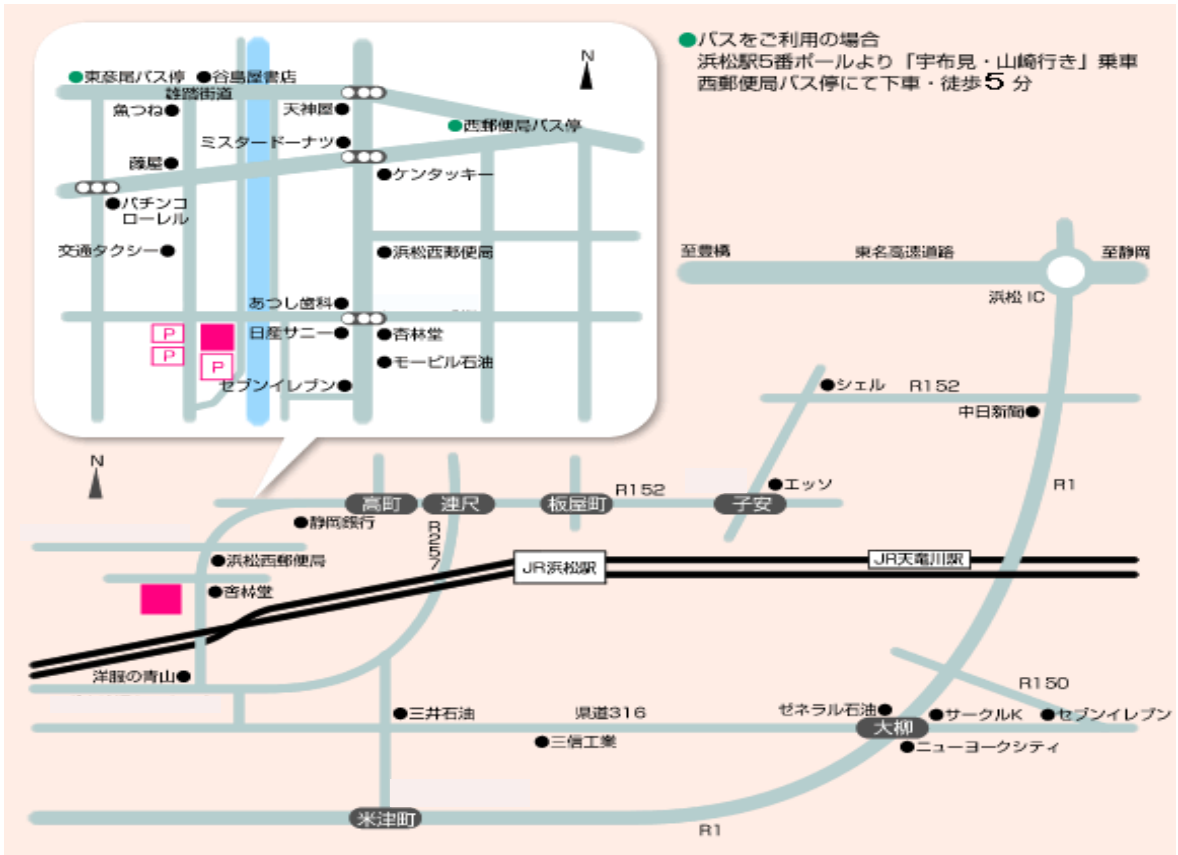 N
●東彦尾バス停 ●谷島屋書店
雄踏街道
魚つね●
天神屋●
●西郵便局バス停
ミスタードーナツ●
藤屋●
●ケンタッキー
●パチンコ
ローレル
交通タクシー●
●浜松西郵便局
あつし歯科●
P
日産サニー●
●杏林堂
P
P
●モービル石油
セブンイレブン●
●バスをご利用の場合
浜松駅5番ポールより「宇布見・山崎行き」乗車
西郵便局バス停にて下車・徒歩5分
至豊橋
東名高速道路
至静岡
浜松IC
●シェル
R152
中日新聞●
N
高町
連尺
板屋町
R152
子安
●エッソ
R1
●静岡銀行
R257
●浜松西郵便局
JR浜松駅
JR天竜川駅
●杏林堂
洋服の青山●
R150
●三井石油
県道316
ゼネラル石油●
●サークルK
●セブンイレブン
大柳
●三信工業
●ニューヨークシティ
米津町
R1